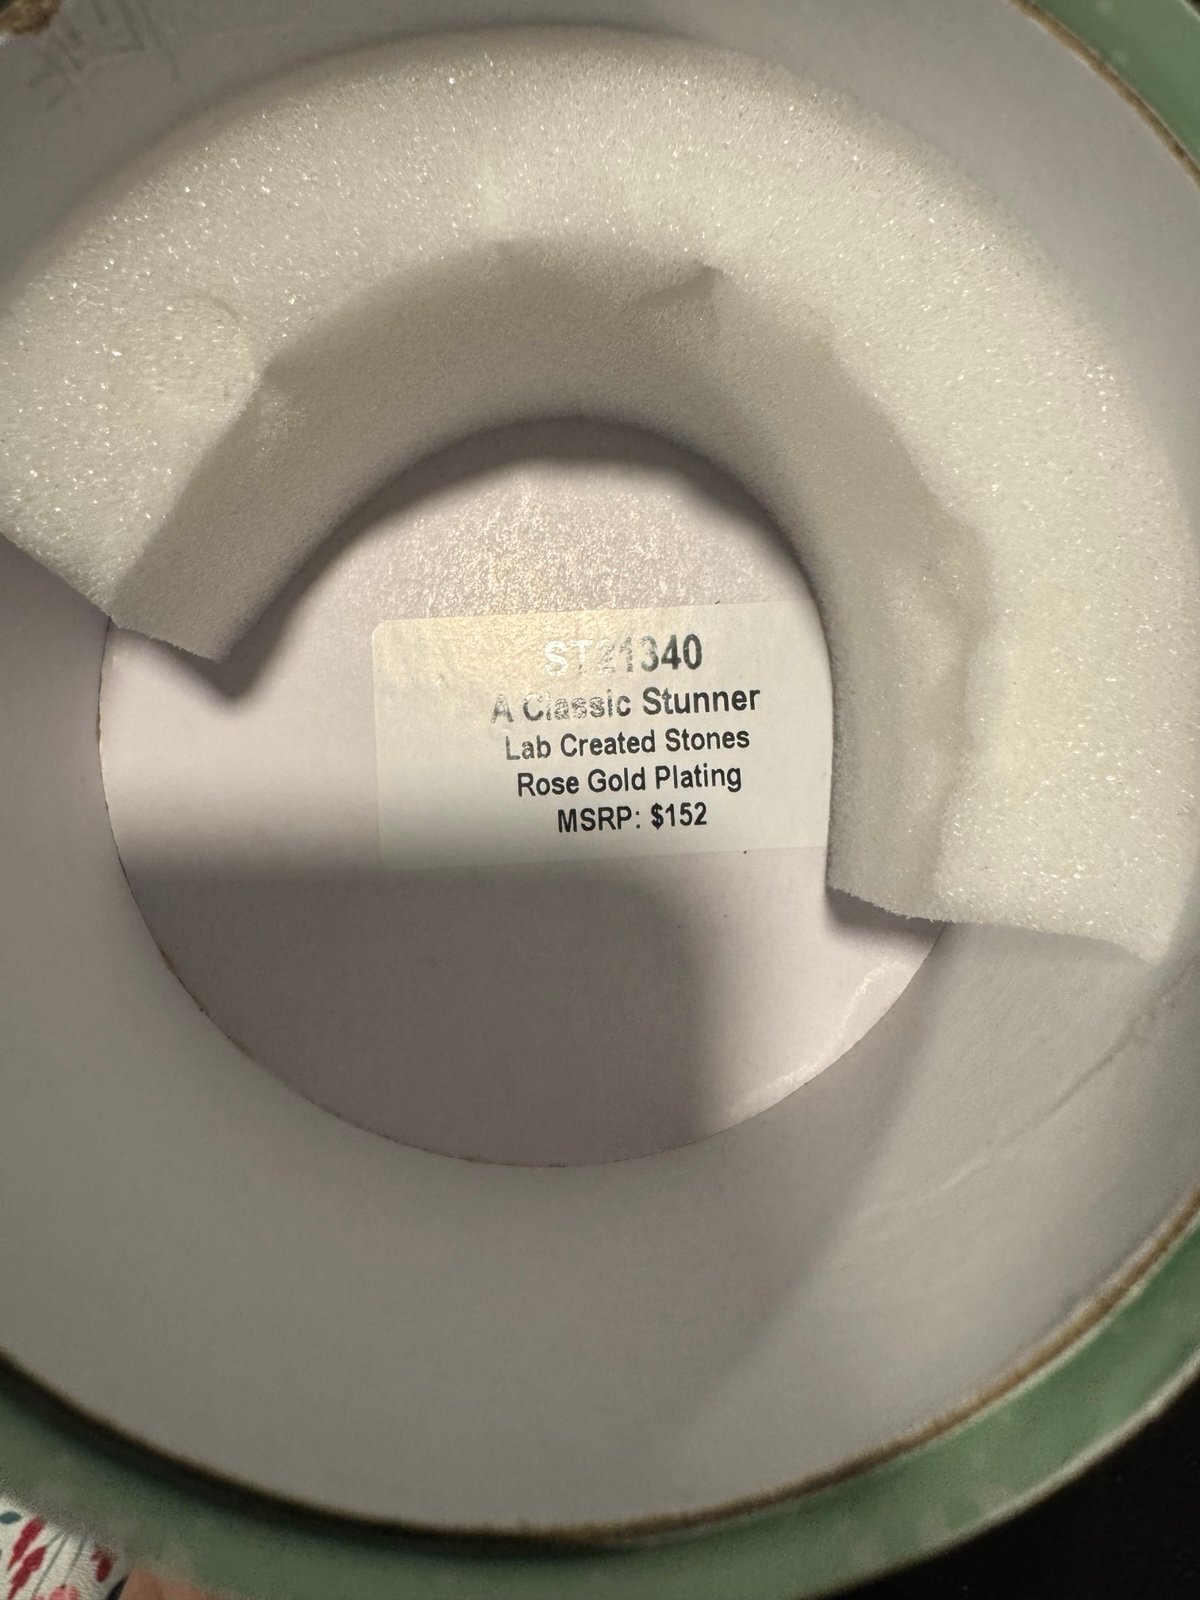 ST21340
A Classic Stunner
Lab Created Stones
Rose Gold Plating
MSRP: $152